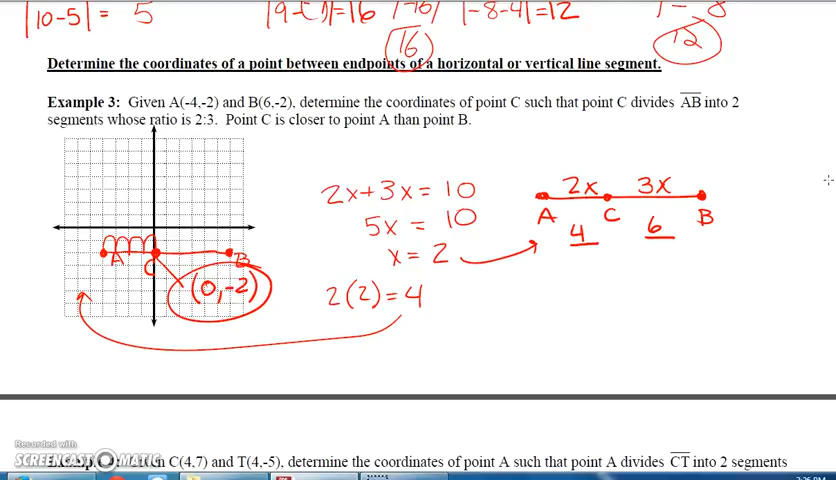 |10-5| = 5
|9-(-7)|=16
|-8-4|=12
8
16
12
Determine the coordinates of a point between endpoints of a horizontal or vertical line segment.
Example 3: Given A(-4,-2) and B(6,-2), determine the coordinates of point C such that point C divides AB into 2
segments whose ratio is 2:3. Point C is closer to point A than point B.
2x+3x = 10
5x = 10
x = 2
2(2)=4
2x 3x
A C B
4 6
A C B
(0,-2)
Recorded with
SCREENCAST-O-MATIC
C(4,7) and T(4,-5), determine the coordinates of point A such that point A divides CT into 2 segments